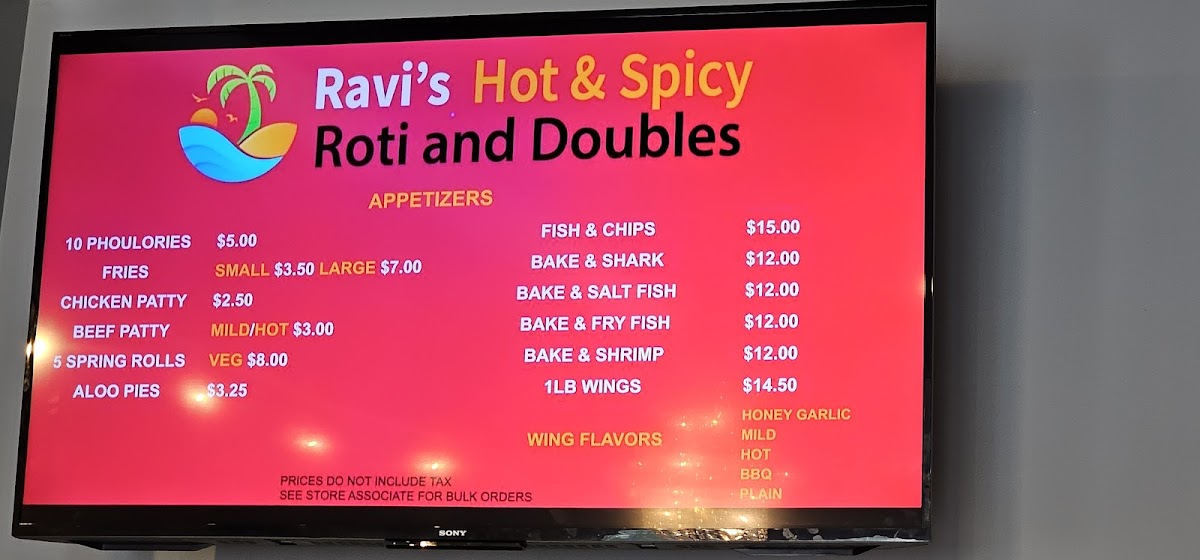 Ravi's Hot & Spicy
Roti and Doubles
APPETIZERS
10 PHOULORIES $5.00
FRIES SMALL $3.50 LARGE $7.00
CHICKEN PATTY $2.50
BEEF PATTY MILD/HOT $3.00
5 SPRING ROLLS VEG $8.00
ALOO PIES $3.25
FISH & CHIPS $15.00
BAKE & SHARK $12.00
BAKE & SALT FISH $12.00
BAKE & FRY FISH $12.00
BAKE & SHRIMP $12.00
1LB WINGS $14.50
WING FLAVORS
HONEY GARLIC
MILD
HOT
BBQ
PLAIN
PRICES DO NOT INCLUDE TAX
SEE STORE ASSOCIATE FOR BULK ORDERS
SONY